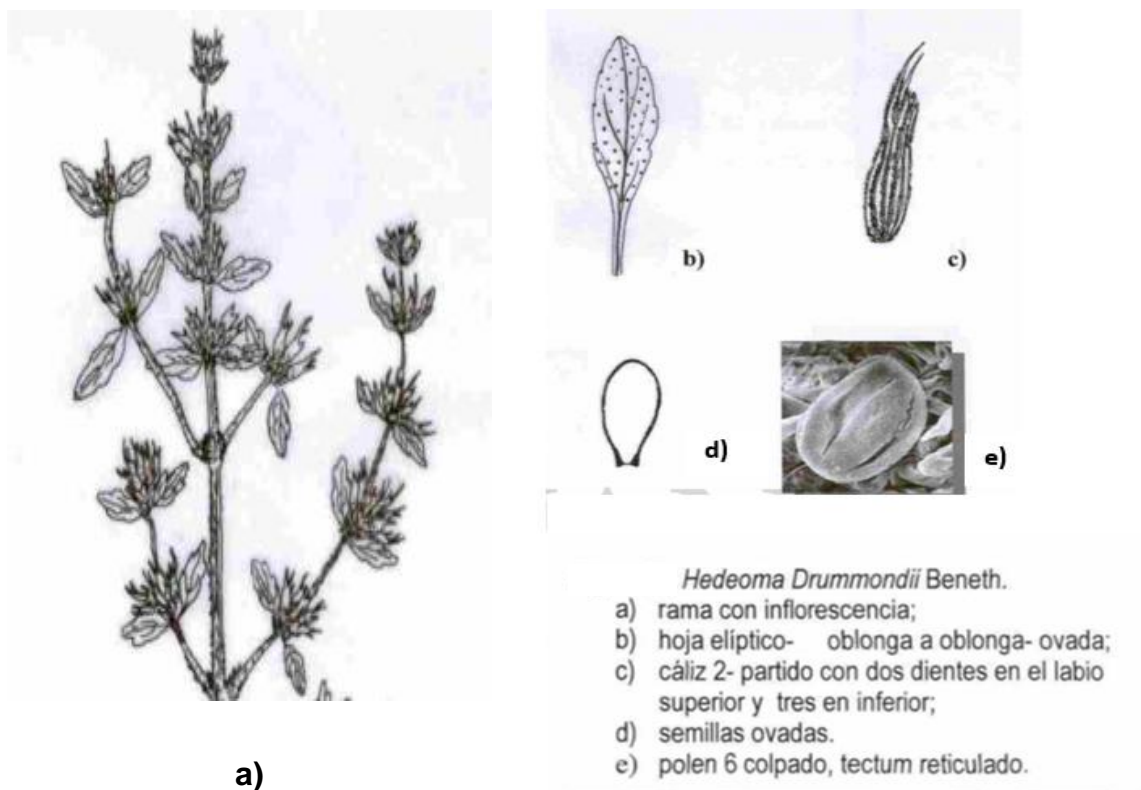 b)
c)
d)
e)
Hedeoma Drummondii Beneth.
a) rama con inflorescencia;
b) hoja elíptico- oblonga a oblonga- ovada;
c) cáliz 2- partido con dos dientes en el labio
superior y tres en inferior;
d) semillas ovadas.
e) polen 6 colpado, tectum reticulado.
a)